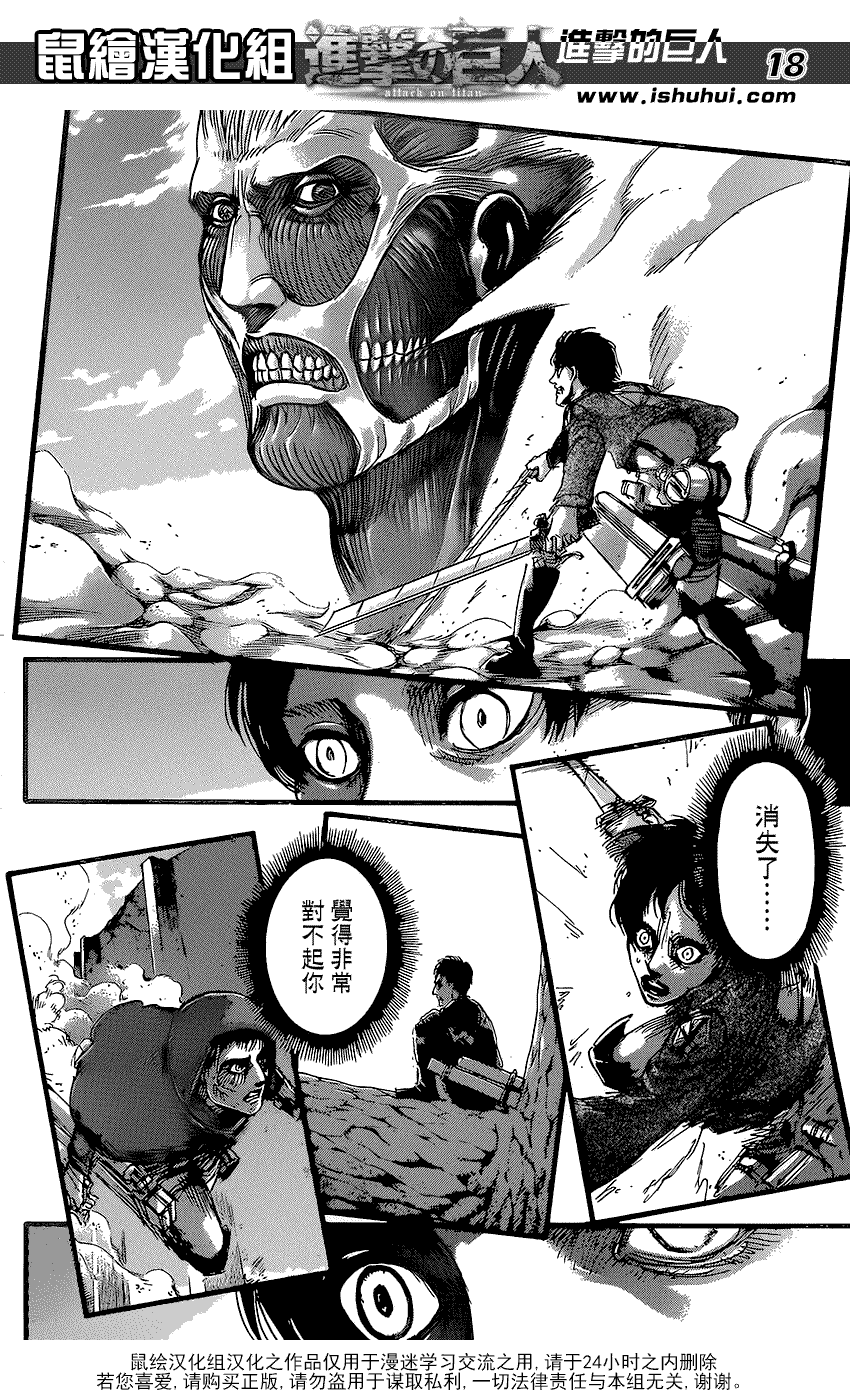 鼠繪漢化組 進擊の巨人 進擊的巨人 18
attack on titan
www.ishuhui.com
消失了……
覺得非常
對不起你
鼠绘汉化组汉化之作品仅用于漫迷学习交流之用,请于24小时之内删除
若您喜爱,请购买正版,请勿盗用于谋取私利,一切法律责任与本组无关,谢谢。